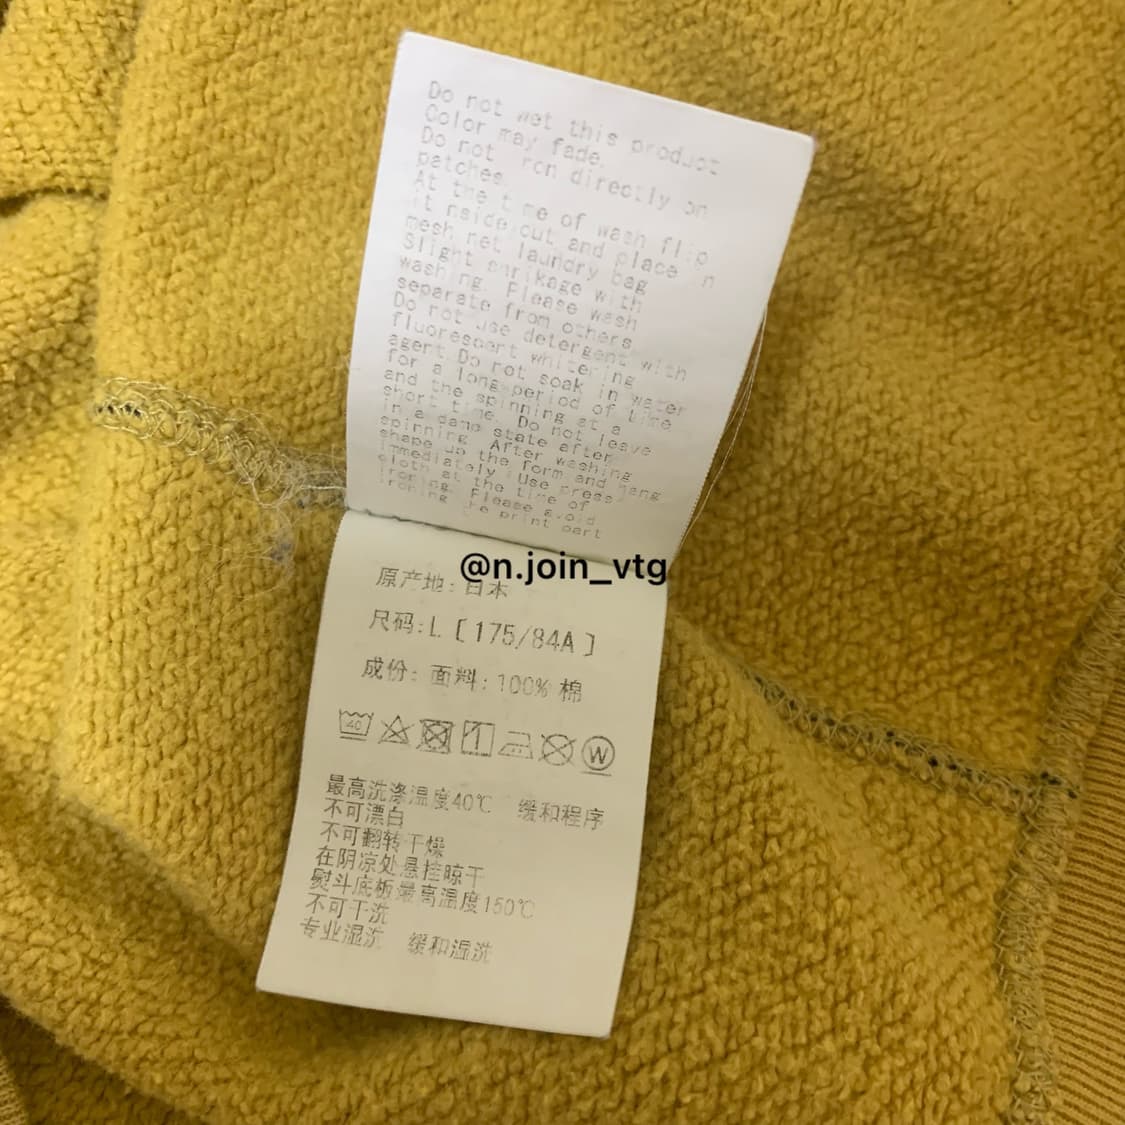 Do not wet this product
Color may fade.
Do not ron directly on
patches.
At the t me of wash flip
it nside out and place n
mesh net laundry bag
Slight shrikage with
wash ng. Please wash
separate from others
Do not use detergent with
fluorescent whitening
agent Do not soak in water
for a long period of time
and the spinning at a
short time. Do not leave
in a damp state after
spinning. After washing
shape up the form and hang
immediately Use press
cloth at the time of
ironing. Please avoid
roning print part
@n.join_vtg
原产地: 日本
尺码: L [175/84A]
成份: 面料: 100% 棉
40 W
最高洗涤温度40℃ 缓和程序
不可漂白
不可翻转干燥
在阴凉处悬挂晾干
熨斗底板最高温度150℃
不可干洗
专业湿洗 缓和湿洗